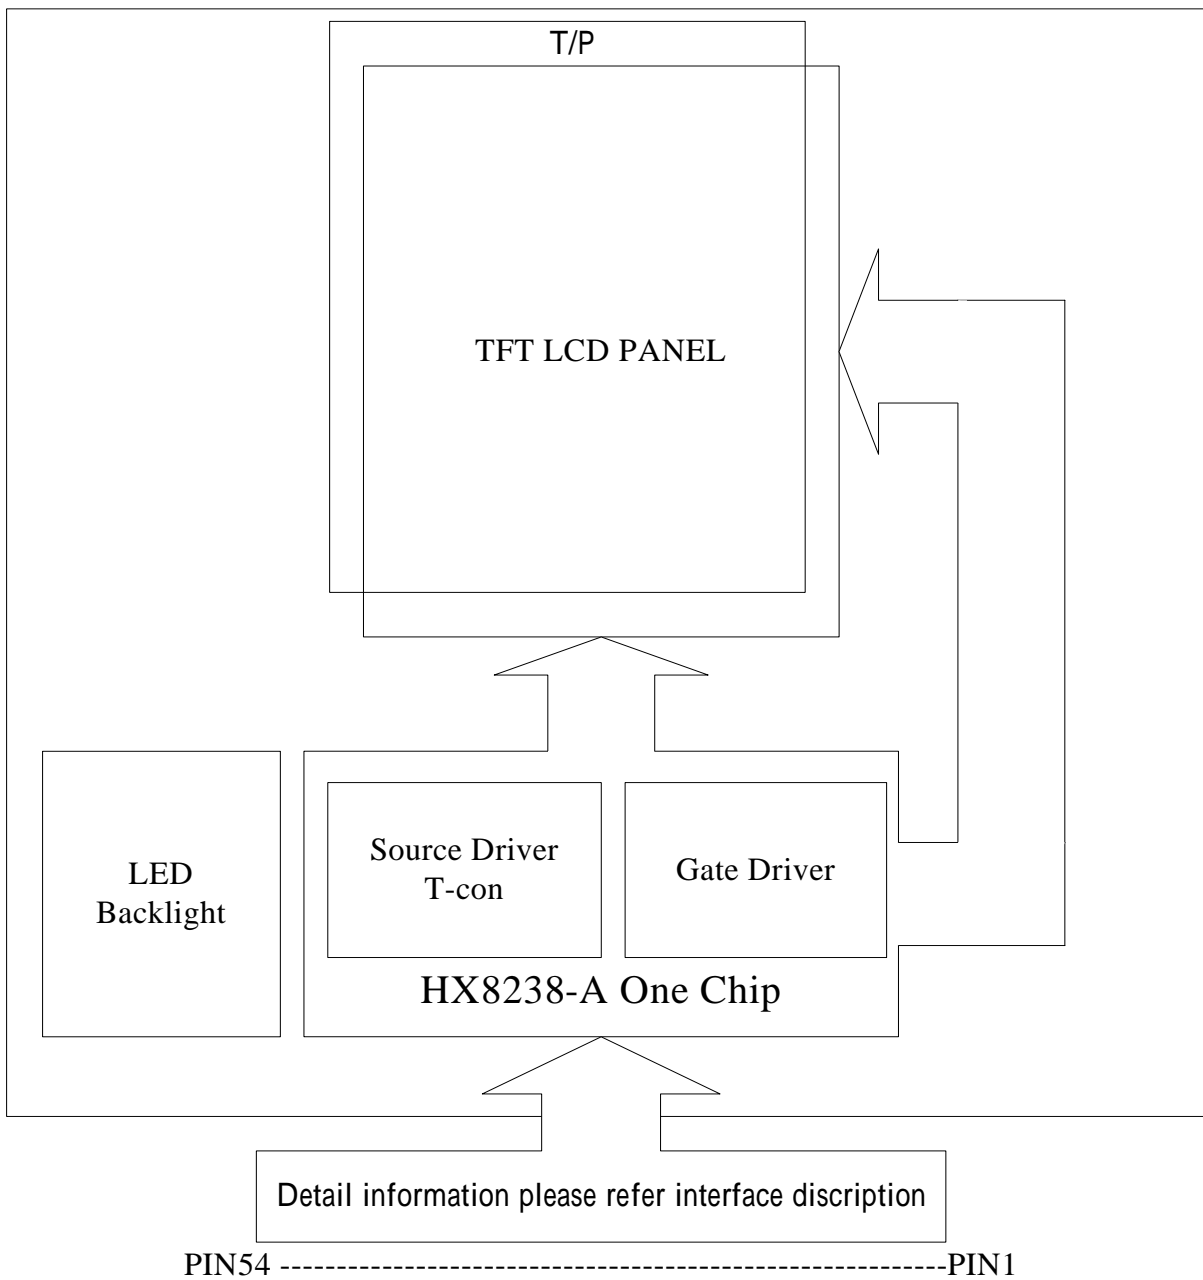 T/P
TFT LCD PANEL
LED
Backlight
Source Driver
T-con
Gate Driver
HX8238-A One Chip
Detail information please refer interface discription
PIN54 ---------------------------------------------------------------PIN1